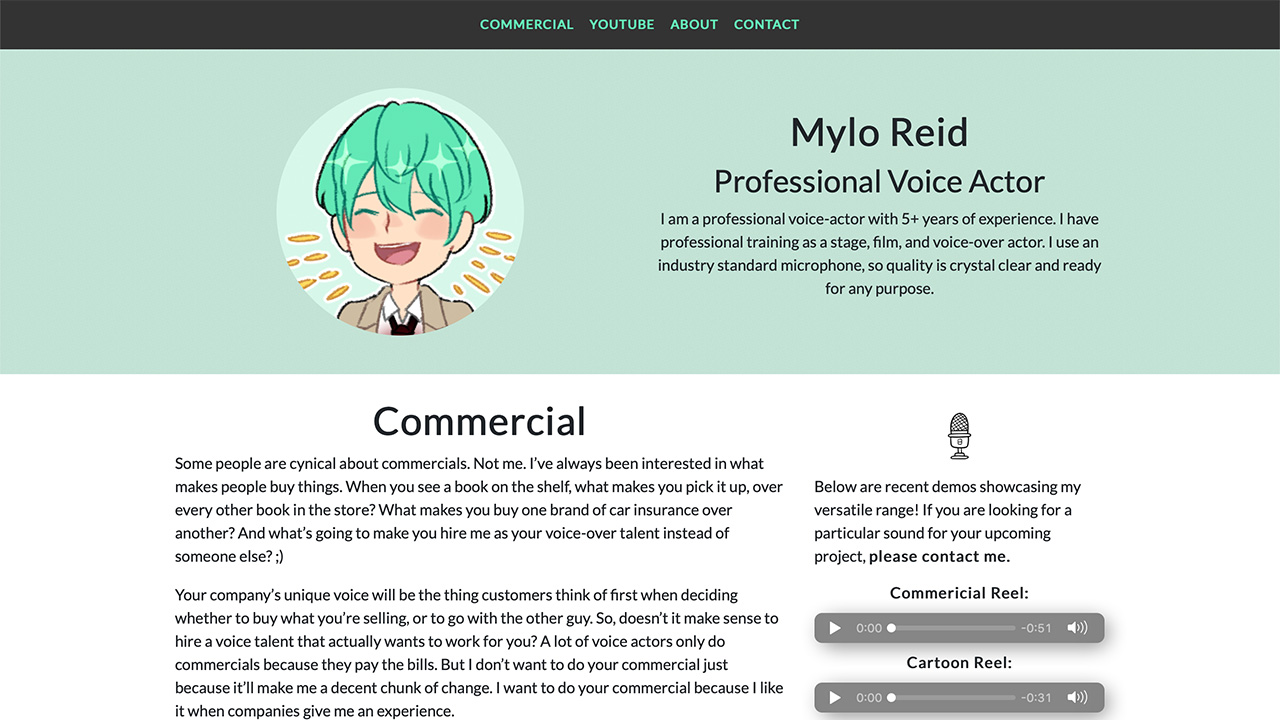 COMMERCIAL YOUTUBE ABOUT CONTACT
Mylo Reid
Professional Voice Actor
I am a professional voice-actor with 5+ years of experience. I have
professional training as a stage, film, and voice-over actor. I use an
industry standard microphone, so quality is crystal clear and ready
for any purpose.
Commercial
Some people are cynical about commercials. Not me. I’ve always been interested in what
makes people buy things. When you see a book on the shelf, what makes you pick it up, over
every other book in the store? What makes you buy one brand of car insurance over
another? And what’s going to make you hire me as your voice-over talent instead of
someone else? ;)
Your company’s unique voice will be the thing customers think of first when deciding
whether to buy what you’re selling, or to go with the other guy. So, doesn’t it make sense to
hire a voice talent that actually wants to work for you? A lot of voice actors only do
commercials because they pay the bills. But I don’t want to do your commercial just
because it’ll make me a decent chunk of change. I want to do your commercial because I like
it when companies give me an experience.
Below are recent demos showcasing my
versatile range! If you are looking for a
particular sound for your upcoming
project, please contact me.
Commericial Reel:
0:00 -0:51
Cartoon Reel:
0:00 -0:31